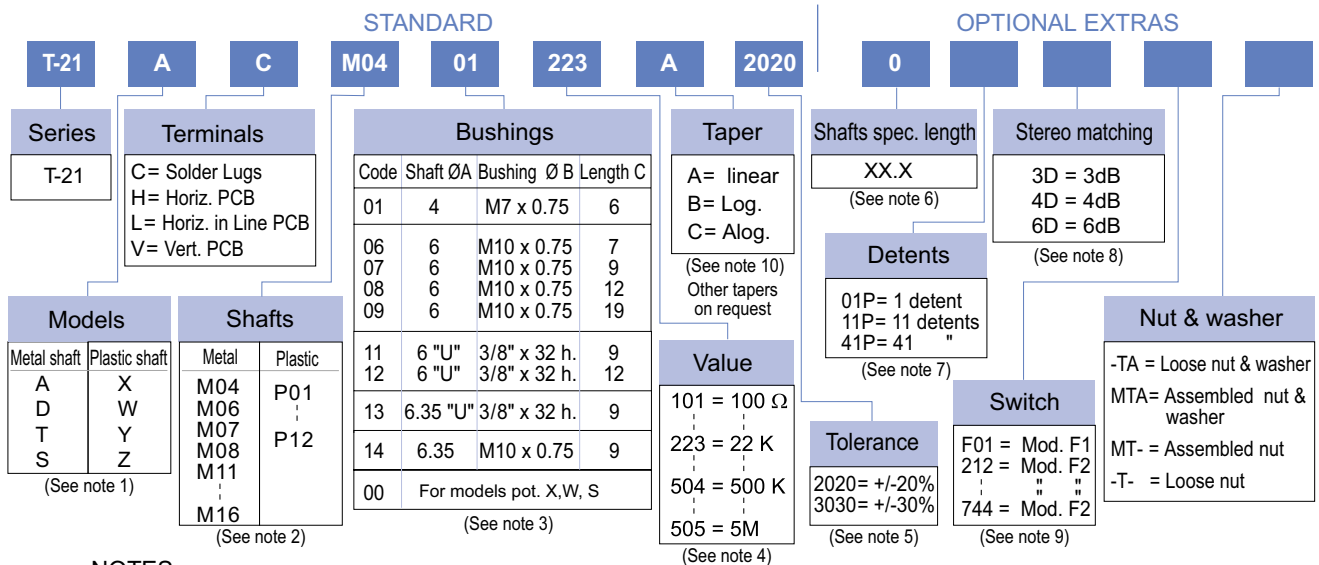 STANDARD
OPTIONAL EXTRAS
T-21 A C M04 01 223 A 2020 0
Series
T-21
Terminals
C= Solder Lugs
H= Horiz. PCB
L= Horiz. in Line PCB
V= Vert. PCB
Models
Metal shaft Plastic shaft
A X
D W
T Y
S Z
(See note 1)
Shafts
Metal Plastic
M04
M06
M07
M08
M11
M16
P01
P12
(See note 2)
Bushings
Code Shaft ØA Bushing Ø B Length C
01 4 M7 x 0.75 6
06 6 M10 x 0.75 7
07 6 M10 x 0.75 9
08 6 M10 x 0.75 12
09 6 M10 x 0.75 19
11 6 "U" 3/8" x 32 h. 9
12 6 "U" 3/8" x 32 h. 12
13 6.35 "U" 3/8" x 32 h. 9
14 6.35 M10 x 0.75 9
00 For models pot. X,W, S
(See note 3)
Taper
A= linear
B= Log.
C= Alog.
(See note 10)
Other tapers
on request
Value
101 = 100 Ω
223 = 22 K
504 = 500 K
505 = 5M
(See note 4)
Tolerance
2020= +/-20%
3030= +/-30%
(See note 5)
Shafts spec. length
XX.X
(See note 6)
Detents
01P= 1 detent
11P= 11 detents
41P= 41 "
(See note 7)
Stereo matching
3D = 3dB
4D = 4dB
6D = 6dB
(See note 8)
Switch
F01 = Mod. F1
212 = Mod. F2
" "
744 = Mod. F2
(See note 9)
Nut & washer
-TA = Loose nut & washer
MTA= Assembled nut &
washer
MT- = Assembled nut
-T- = Loose nut